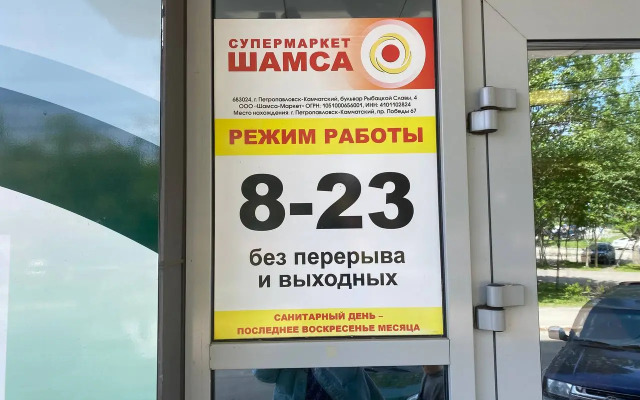 СУПЕРМАРКЕТ
ШАМСА
683024, г. Петропавловск-Камчатский, бульвар Рыбацкой Славы, 4
ООО «Шамса-Маркет» ОГРН: 1051000656001, ИНН: 4101102824
Место нахождения г. Петропавловск-Камчатский, пр. Победы 67
РЕЖИМ РАБОТЫ
8-23
без перерыва
и выходных
САНИТАРНЫЙ ДЕНЬ –
ПОСЛЕДНЕЕ ВОСКРЕСЕНЬЕ МЕСЯЦА